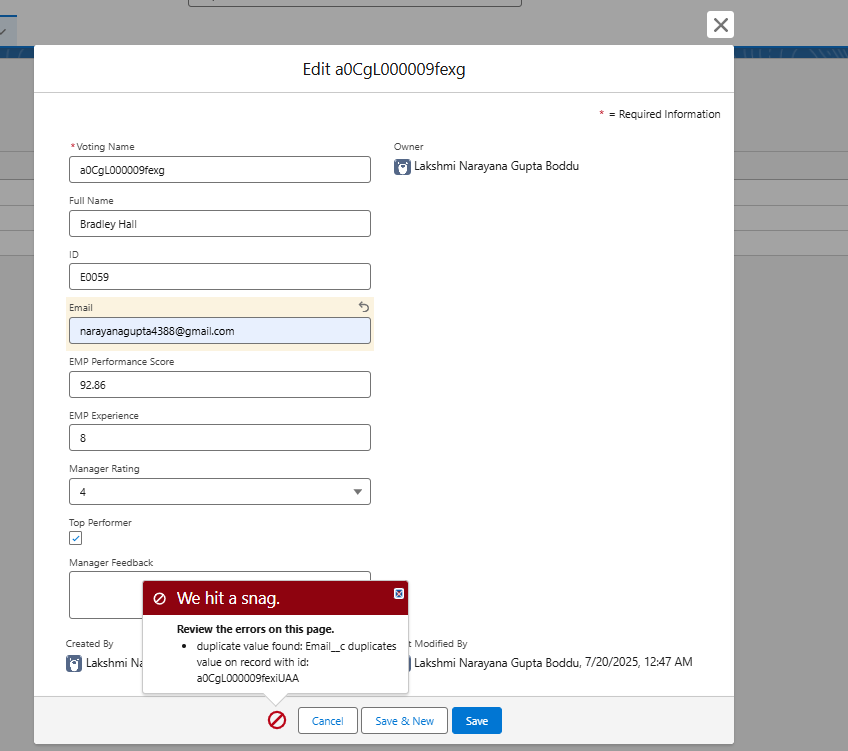 Edit a0CgL000009fexg
* = Required Information
*Voting Name
a0CgL000009fexg
Owner
Lakshmi Narayana Gupta Boddu
Full Name
Bradley Hall
ID
E0059
Email
narayanagupta4388@gmail.com
EMP Performance Score
92.86
EMP Experience
8
Manager Rating
4
Top Performer
Manager Feedback
We hit a snag.
Review the errors on this page.
• duplicate value found: Email__c duplicates
value on record with id:
a0CgL000009fexiUAA
Created By
Lakshmi Na
t Modified By
Lakshmi Narayana Gupta Boddu, 7/20/2025, 12:47 AM
Cancel
Save & New
Save